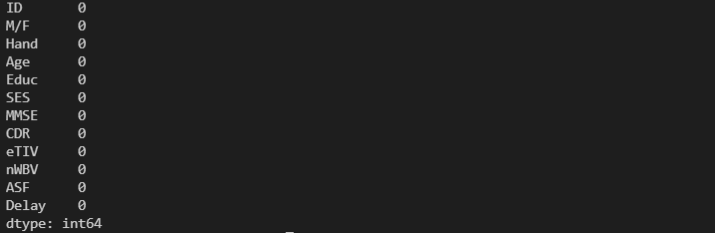 ID 0
M/F 0
Hand 0
Age 0
Educ 0
SES 0
MMSE 0
CDR 0
eTIV 0
nWBV 0
ASF 0
Delay 0
dtype: int64